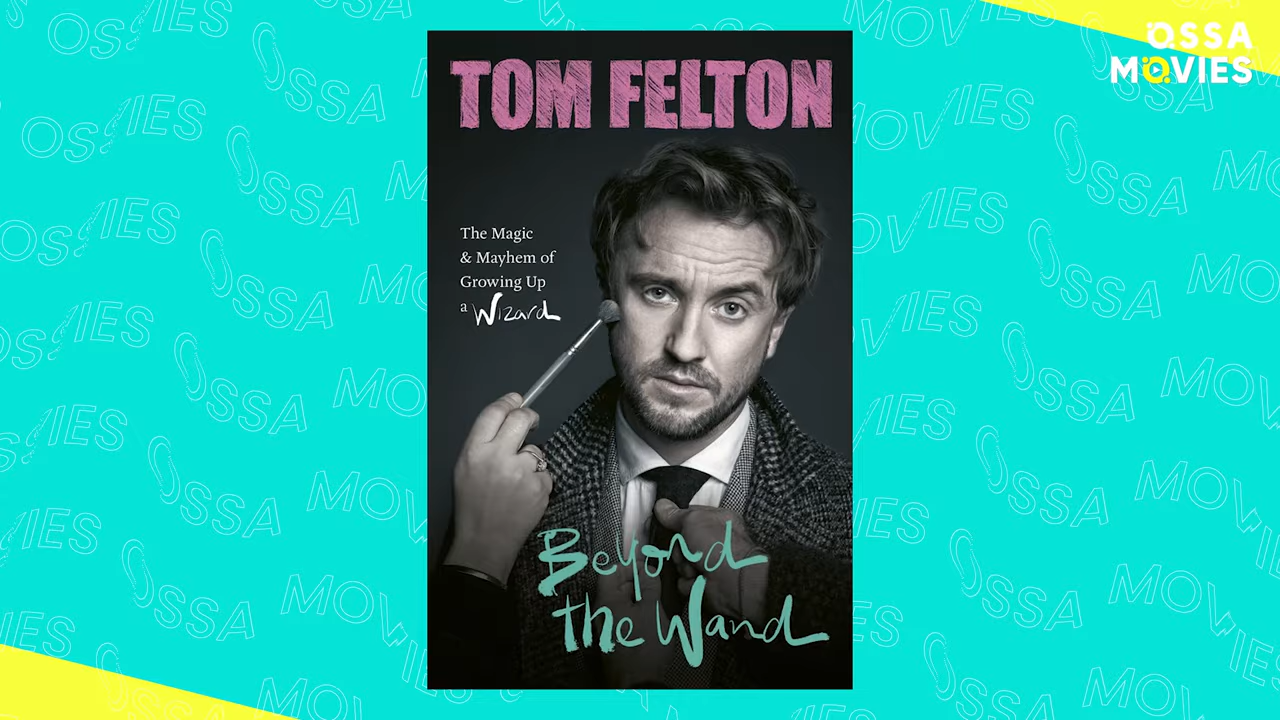 TOM FELTON
The Magic
& Mayhem of
Growing Up
a Wizard
Beyond
the Wand
OSSA
MOVIES